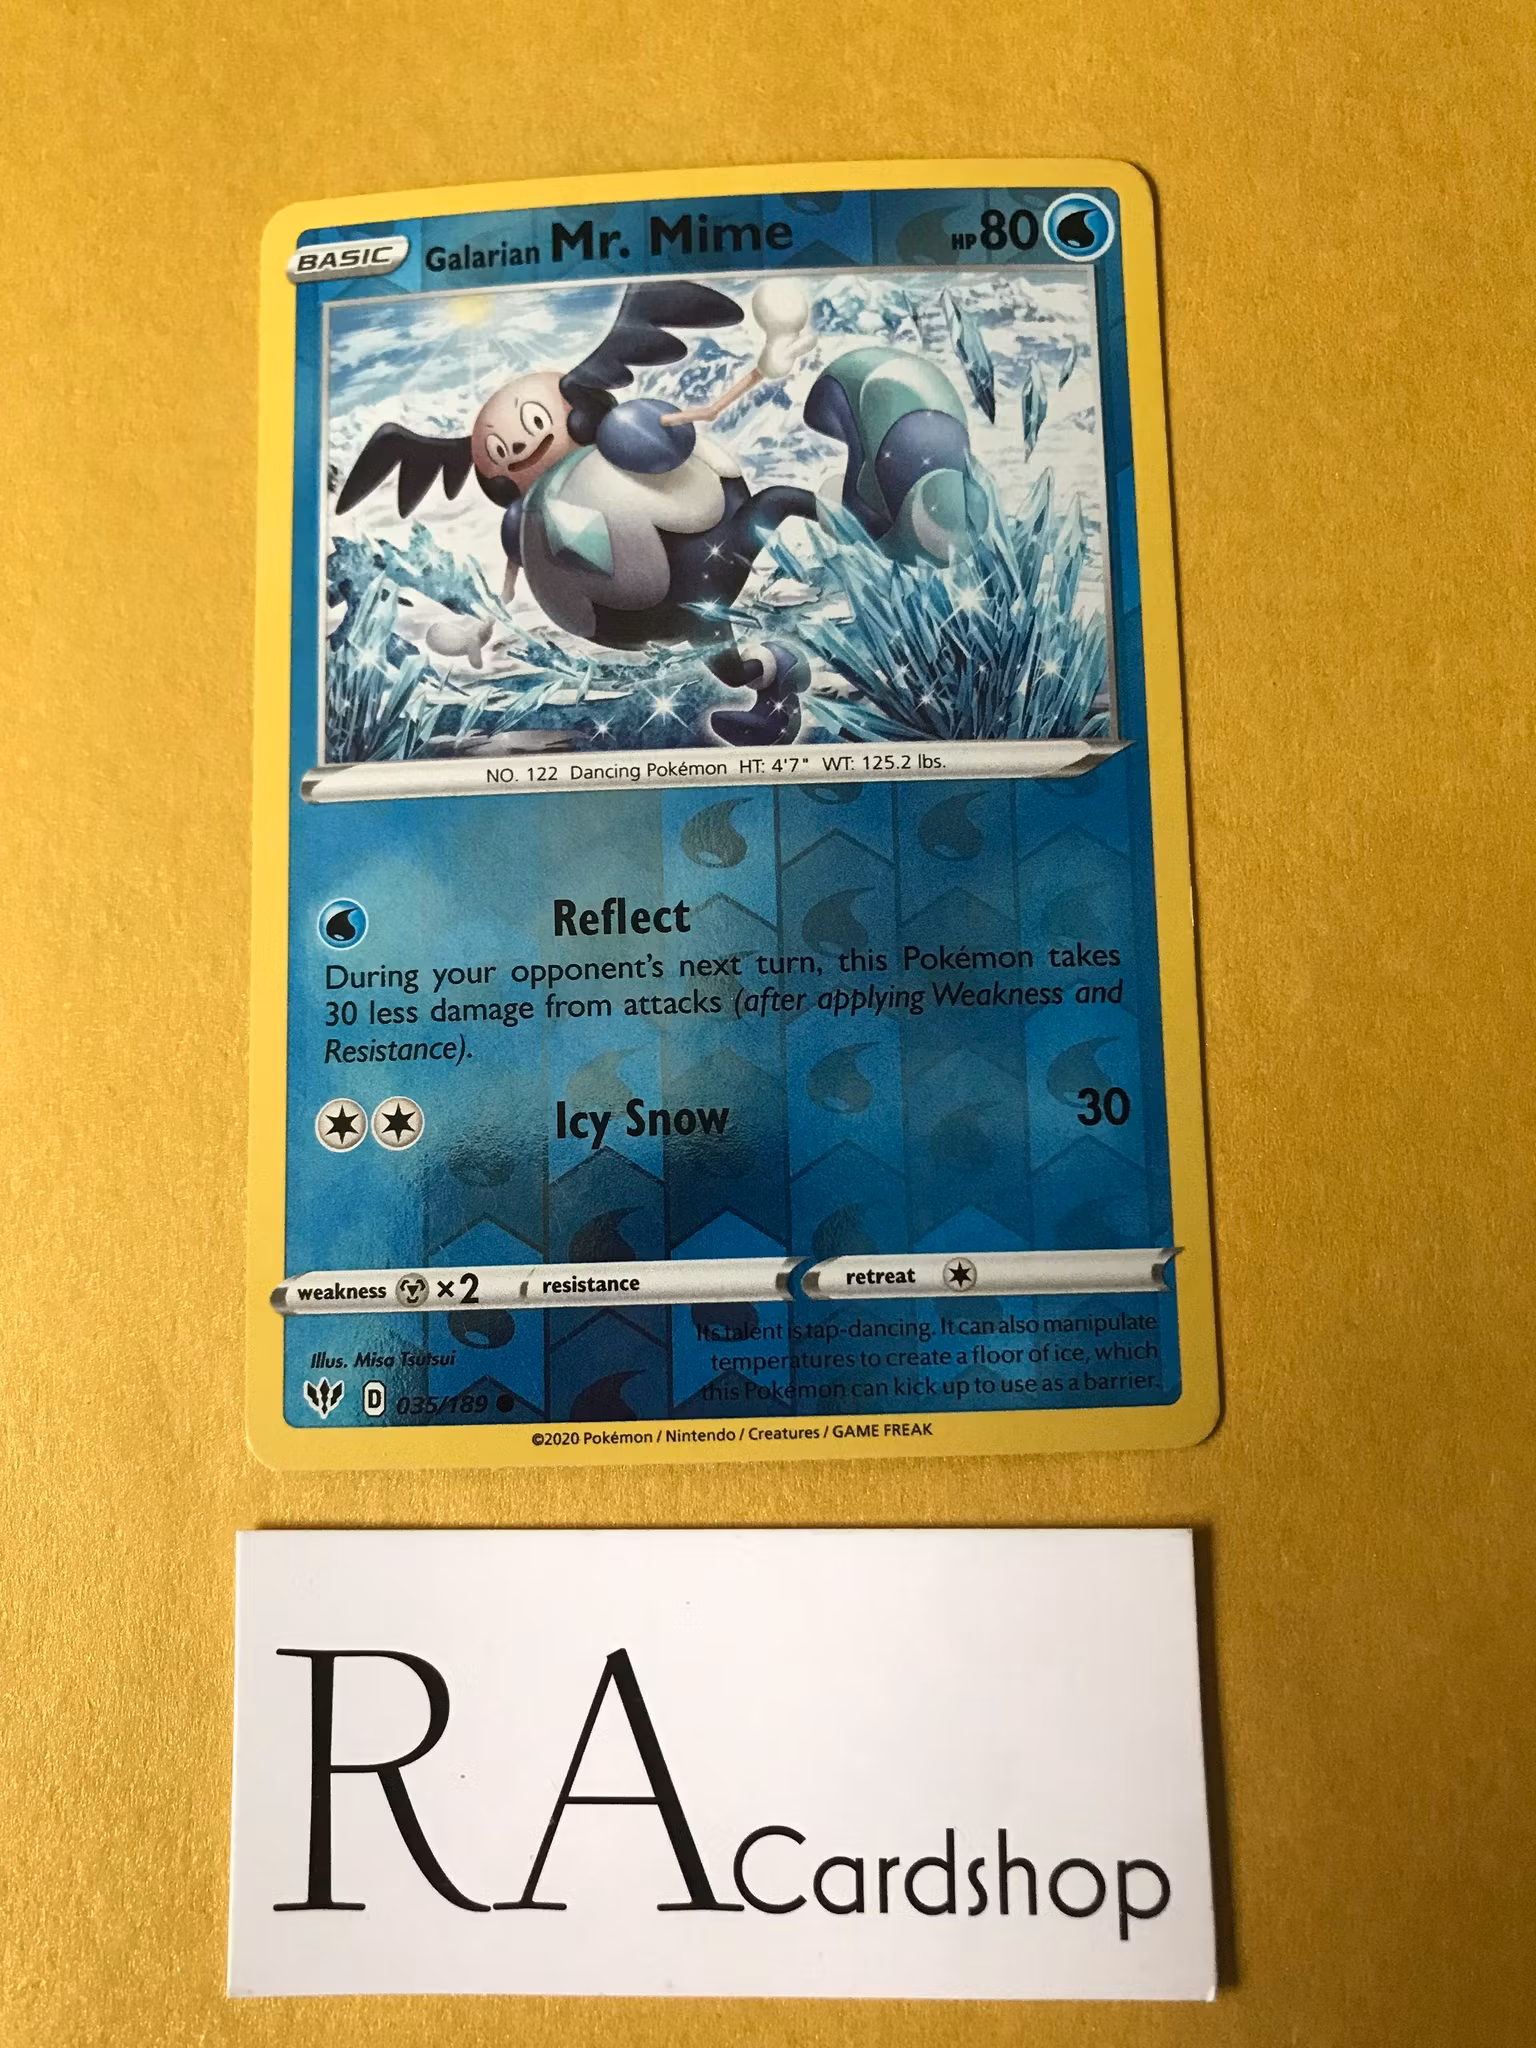 BASIC Galarian Mr. Mime HP 80
NO. 122 Dancing Pokémon HT: 4'7" WT: 125.2 lbs.
Reflect
During your opponent's next turn, this Pokémon takes
30 less damage from attacks (after applying Weakness and
Resistance).
Icy Snow 30
weakness ×2 resistance retreat
Its talent is tap-dancing. It can also manipulate
temperatures to create a floor of ice, which
this Pokémon can kick up to use as a barrier.
Illus. Misa Tsutsui
D 035/189
©2020 Pokémon / Nintendo / Creatures / GAME FREAK
RA Cardshop